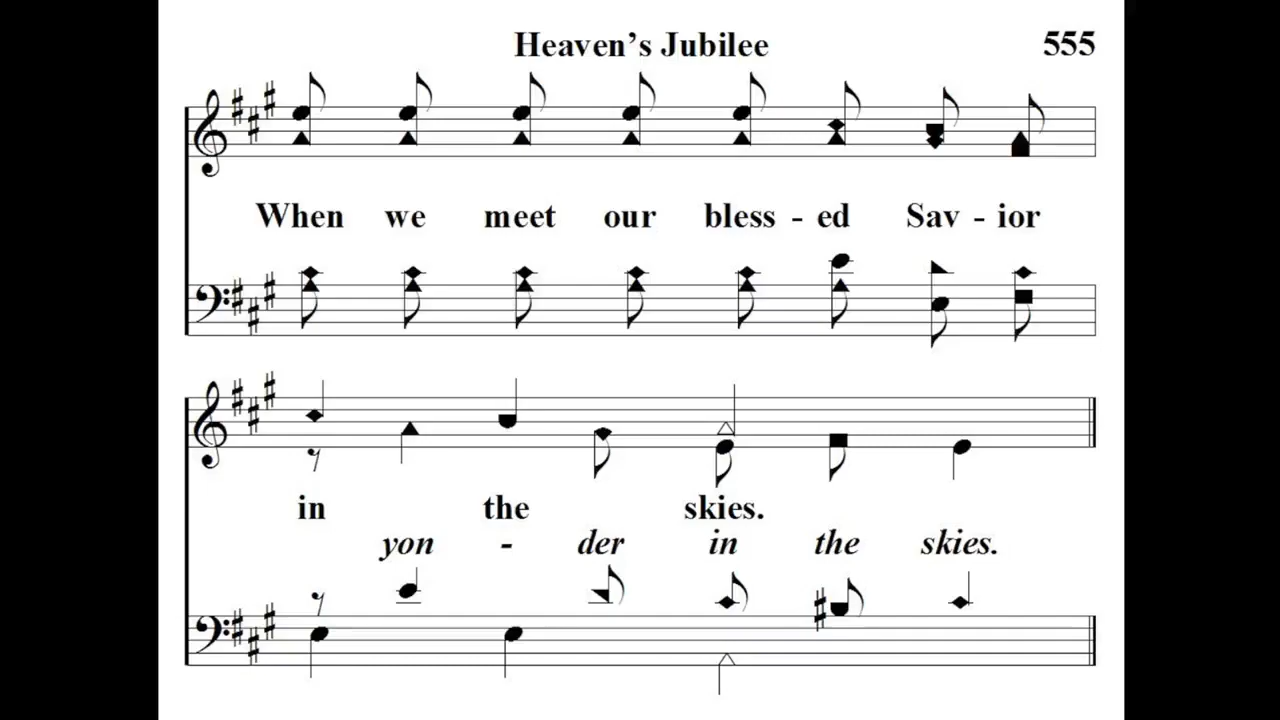 Heaven’s Jubilee 555
When we meet our bless - ed Sav - ior
in the skies.
yon - der in the skies.